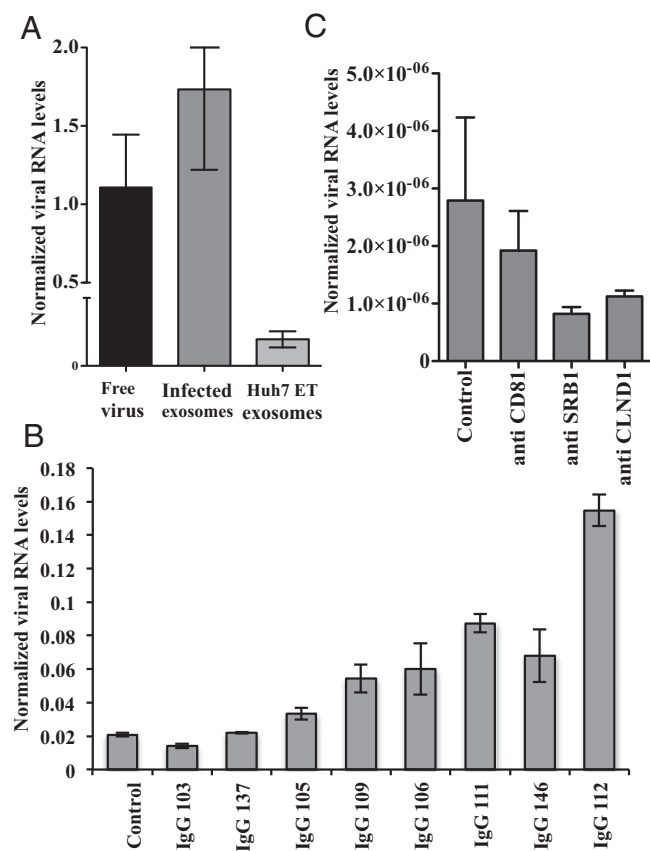 A
Normalized viral RNA levels
2.0
1.5
1.0
0.5
0
Free virus
Infected exosomes
Huh7 ET exosomes
C
Normalized viral RNA levels
5.0×10⁻⁰⁶
4.0×10⁻⁰⁶
3.0×10⁻⁰⁶
2.0×10⁻⁰⁶
1.0×10⁻⁰⁶
0
Control
anti CD81
anti SRB1
anti CLND1
B
Normalized viral RNA levels
0.18
0.16
0.14
0.12
0.1
0.08
0.06
0.04
0.02
0
Control
IgG 103
IgG 137
IgG 105
IgG 109
IgG 106
IgG 111
IgG 146
IgG 112